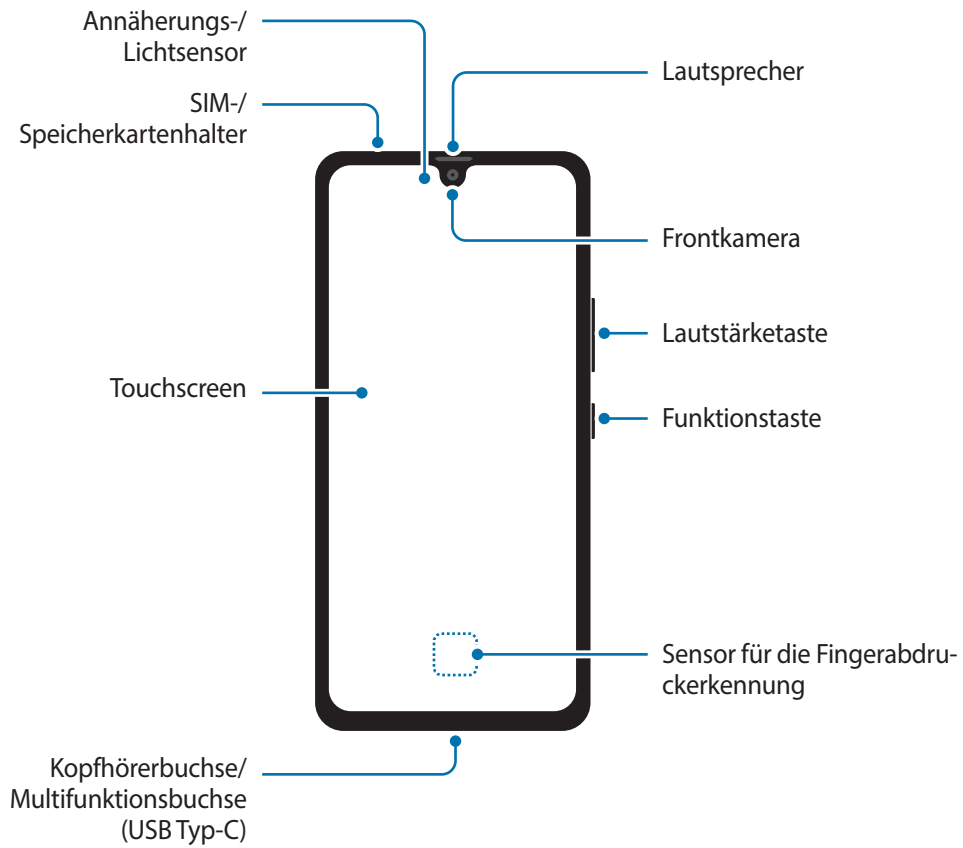 Annäherungs-/
Lichtsensor
SIM-/
Speicherkartenhalter
Touchscreen
Kopfhörerbuchse/
Multifunktionsbuchse
(USB Typ-C)
Lautsprecher
Frontkamera
Lautstärketaste
Funktionstaste
Sensor für die Fingerabdru-
ckerkennung